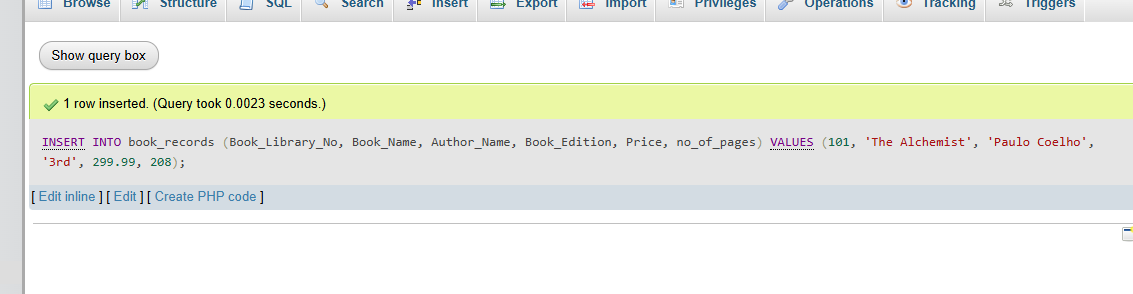 Browse Structure SQL Search Insert Export Import Privileges Operations Tracking Triggers
Show query box
1 row inserted. (Query took 0.0023 seconds.)
INSERT INTO book_records (Book_Library_No, Book_Name, Author_Name, Book_Edition, Price, no_of_pages) VALUES (101, 'The Alchemist', 'Paulo Coelho',
'3rd', 299.99, 208);
[ Edit inline ] [ Edit ] [ Create PHP code ]